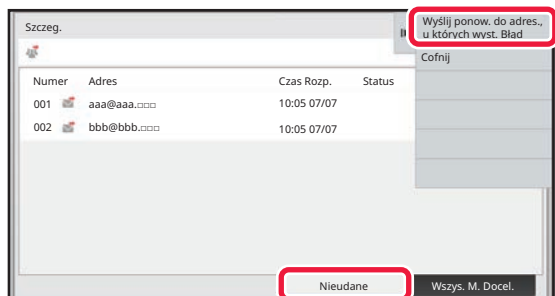 Szczeg.
Wyślij ponow. do adres.,
u których wyst. Bład
Cofnij
Numer Adres Czas Rozp. Status
001 aaa@aaa.□□□ 10:05 07/07
002 bbb@bbb.□□□ 10:05 07/07
Nieudane Wszys. M. Docel.